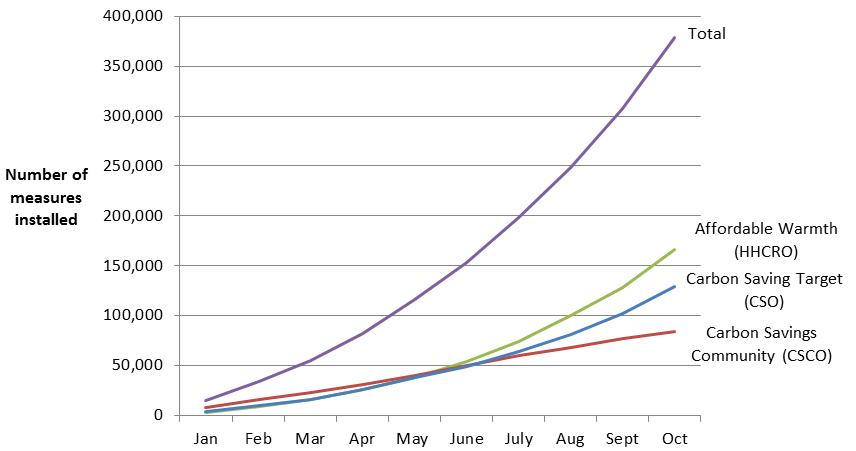 400,000
350,000
300,000
250,000
200,000
150,000
100,000
50,000
0
Number of
measures
installed
Jan Feb Mar Apr May June July Aug Sept Oct
Total
Affordable Warmth
(HHCRO)
Carbon Saving Target
(CSO)
Carbon Savings
Community (CSCO)